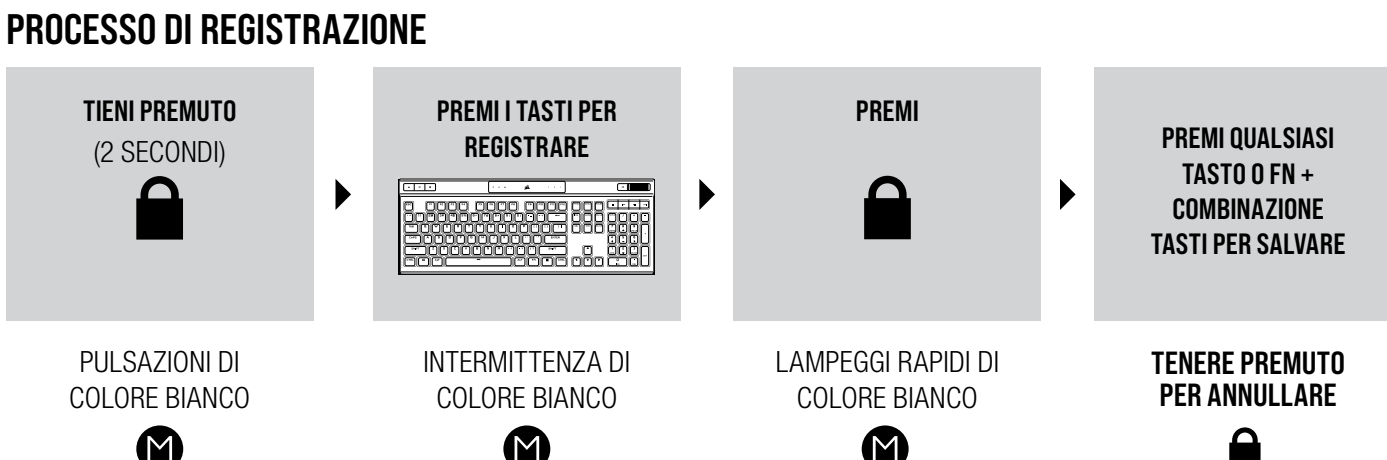 PROCESSO DI REGISTRAZIONE
TIENI PREMUTO
(2 SECONDI)
PREMI I TASTI PER
REGISTRARE
PREMI
PREMI QUALSIASI
TASTO O FN +
COMBINAZIONE
TASTI PER SALVARE
PULSAZIONI DI
COLORE BIANCO
M
INTERMITTENZA DI
COLORE BIANCO
M
LAMPEGGI RAPIDI DI
COLORE BIANCO
M
TENERE PREMUTO
PER ANNULLARE